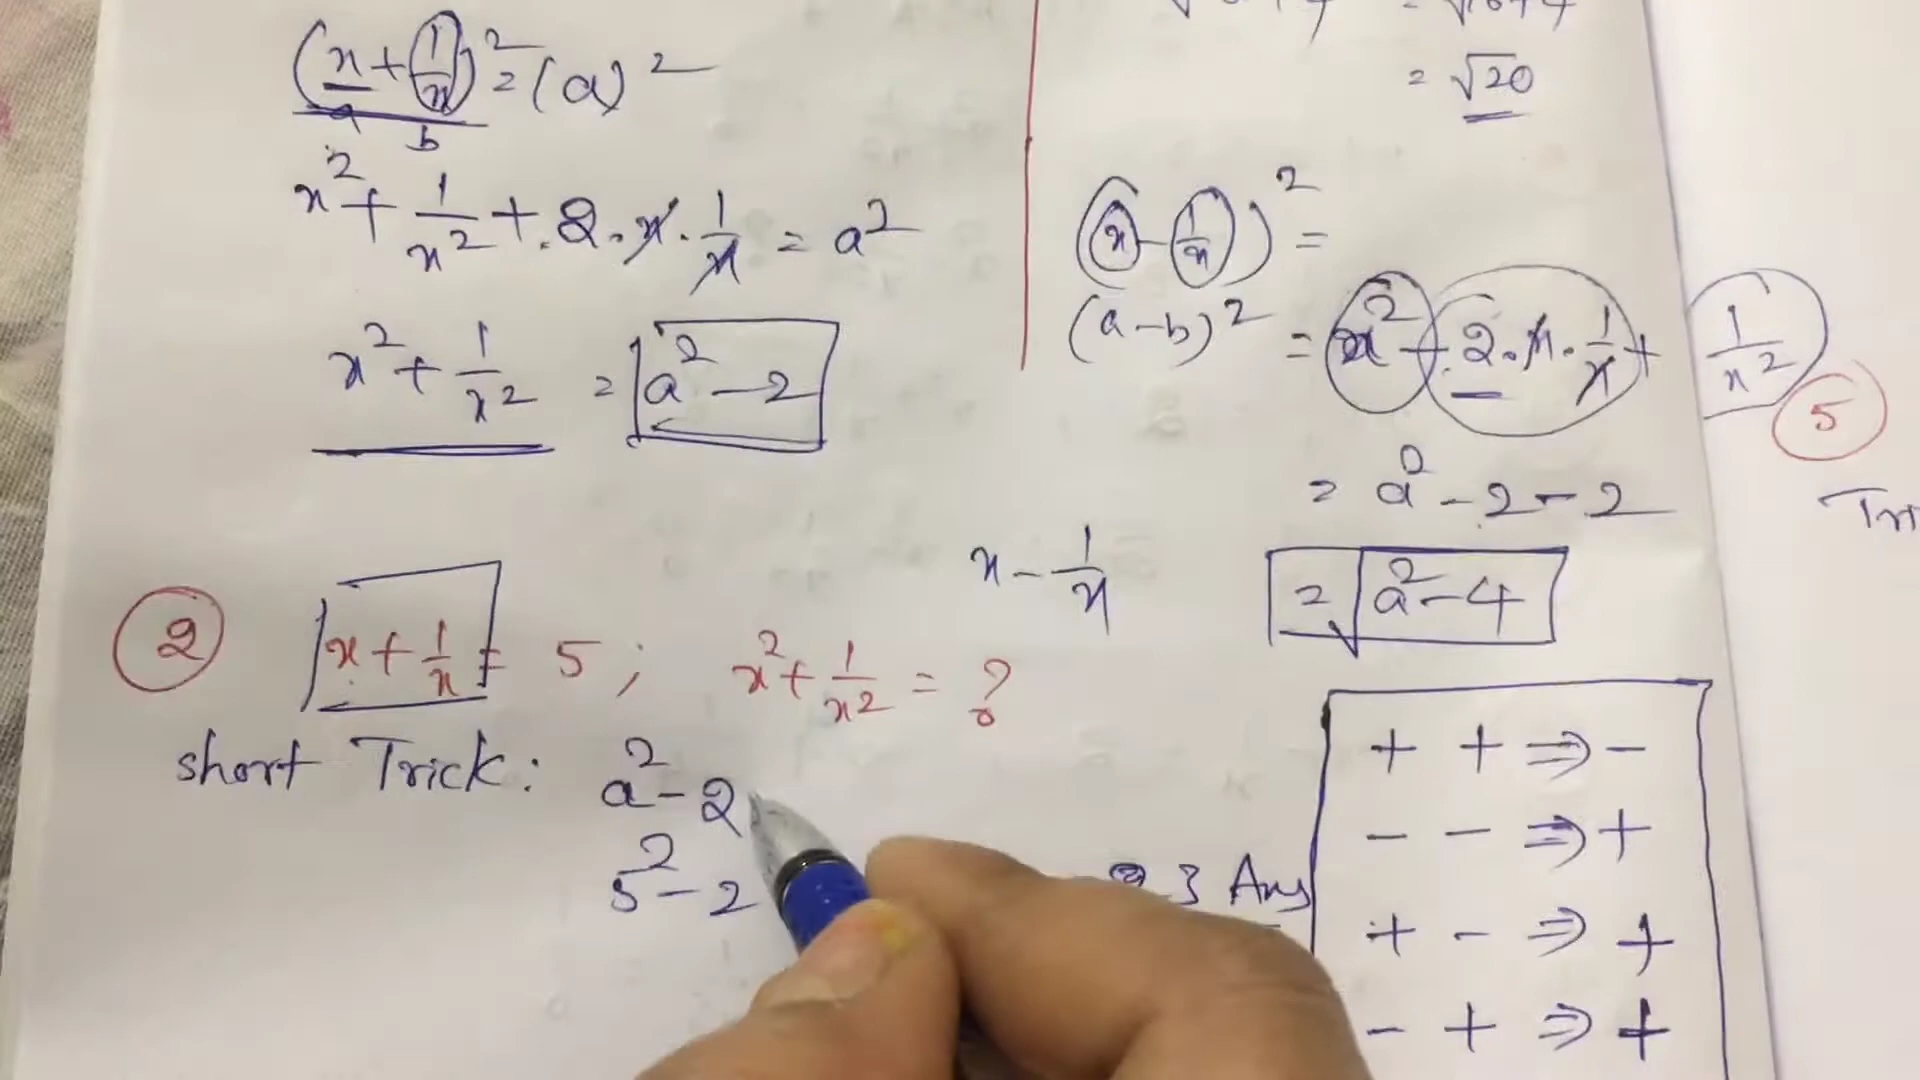 (x + 1/x)² = (a)²
a b
x² + 1/x² + 2 · x · 1/x = a²
x² + 1/x² = a² - 2
= √20
(x - 1/x)² =
(a-b)² = x² - 2 · x · 1/x + 1/x²
= a² - 2 - 2
x - 1/x = √a² - 4
5
② x + 1/x = 5 ; x² + 1/x² = ?
short Trick: a² - 2
5² - 2
23 Ans
+ + ⇒ -
- - ⇒ +
+ - ⇒ +
- + ⇒ +